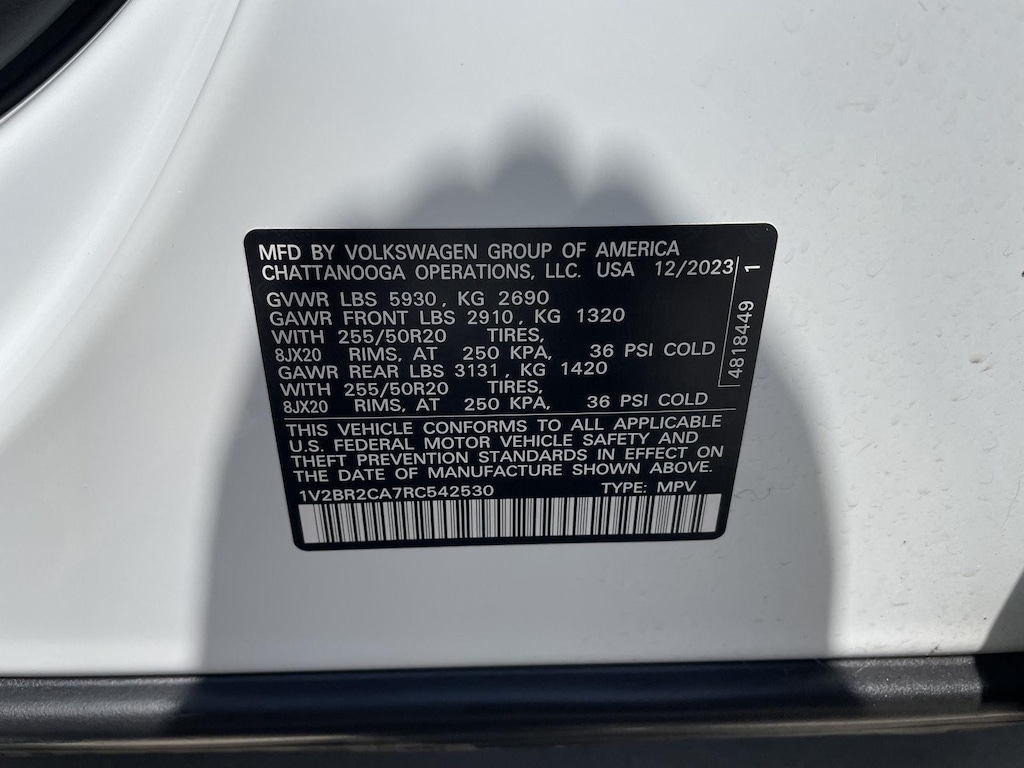 MFD BY VOLKSWAGEN GROUP OF AMERICA
CHATTANOOGA OPERATIONS, LLC. USA 12/2023
GVWR LBS 5930, KG 2690
GAWR FRONT LBS 2910, KG 1320
WITH 255/50R20 TIRES,
8JX20 RIMS, AT 250 KPA, 36 PSI COLD
GAWR REAR LBS 3131, KG 1420
WITH 255/50R20 TIRES,
8JX20 RIMS, AT 250 KPA, 36 PSI COLD
4818449 1
THIS VEHICLE CONFORMS TO ALL APPLICABLE
U.S. FEDERAL MOTOR VEHICLE SAFETY AND
THEFT PREVENTION STANDARDS IN EFFECT ON
THE DATE OF MANUFACTURE SHOWN ABOVE.
1V2BR2CA7RC542530 TYPE: MPV